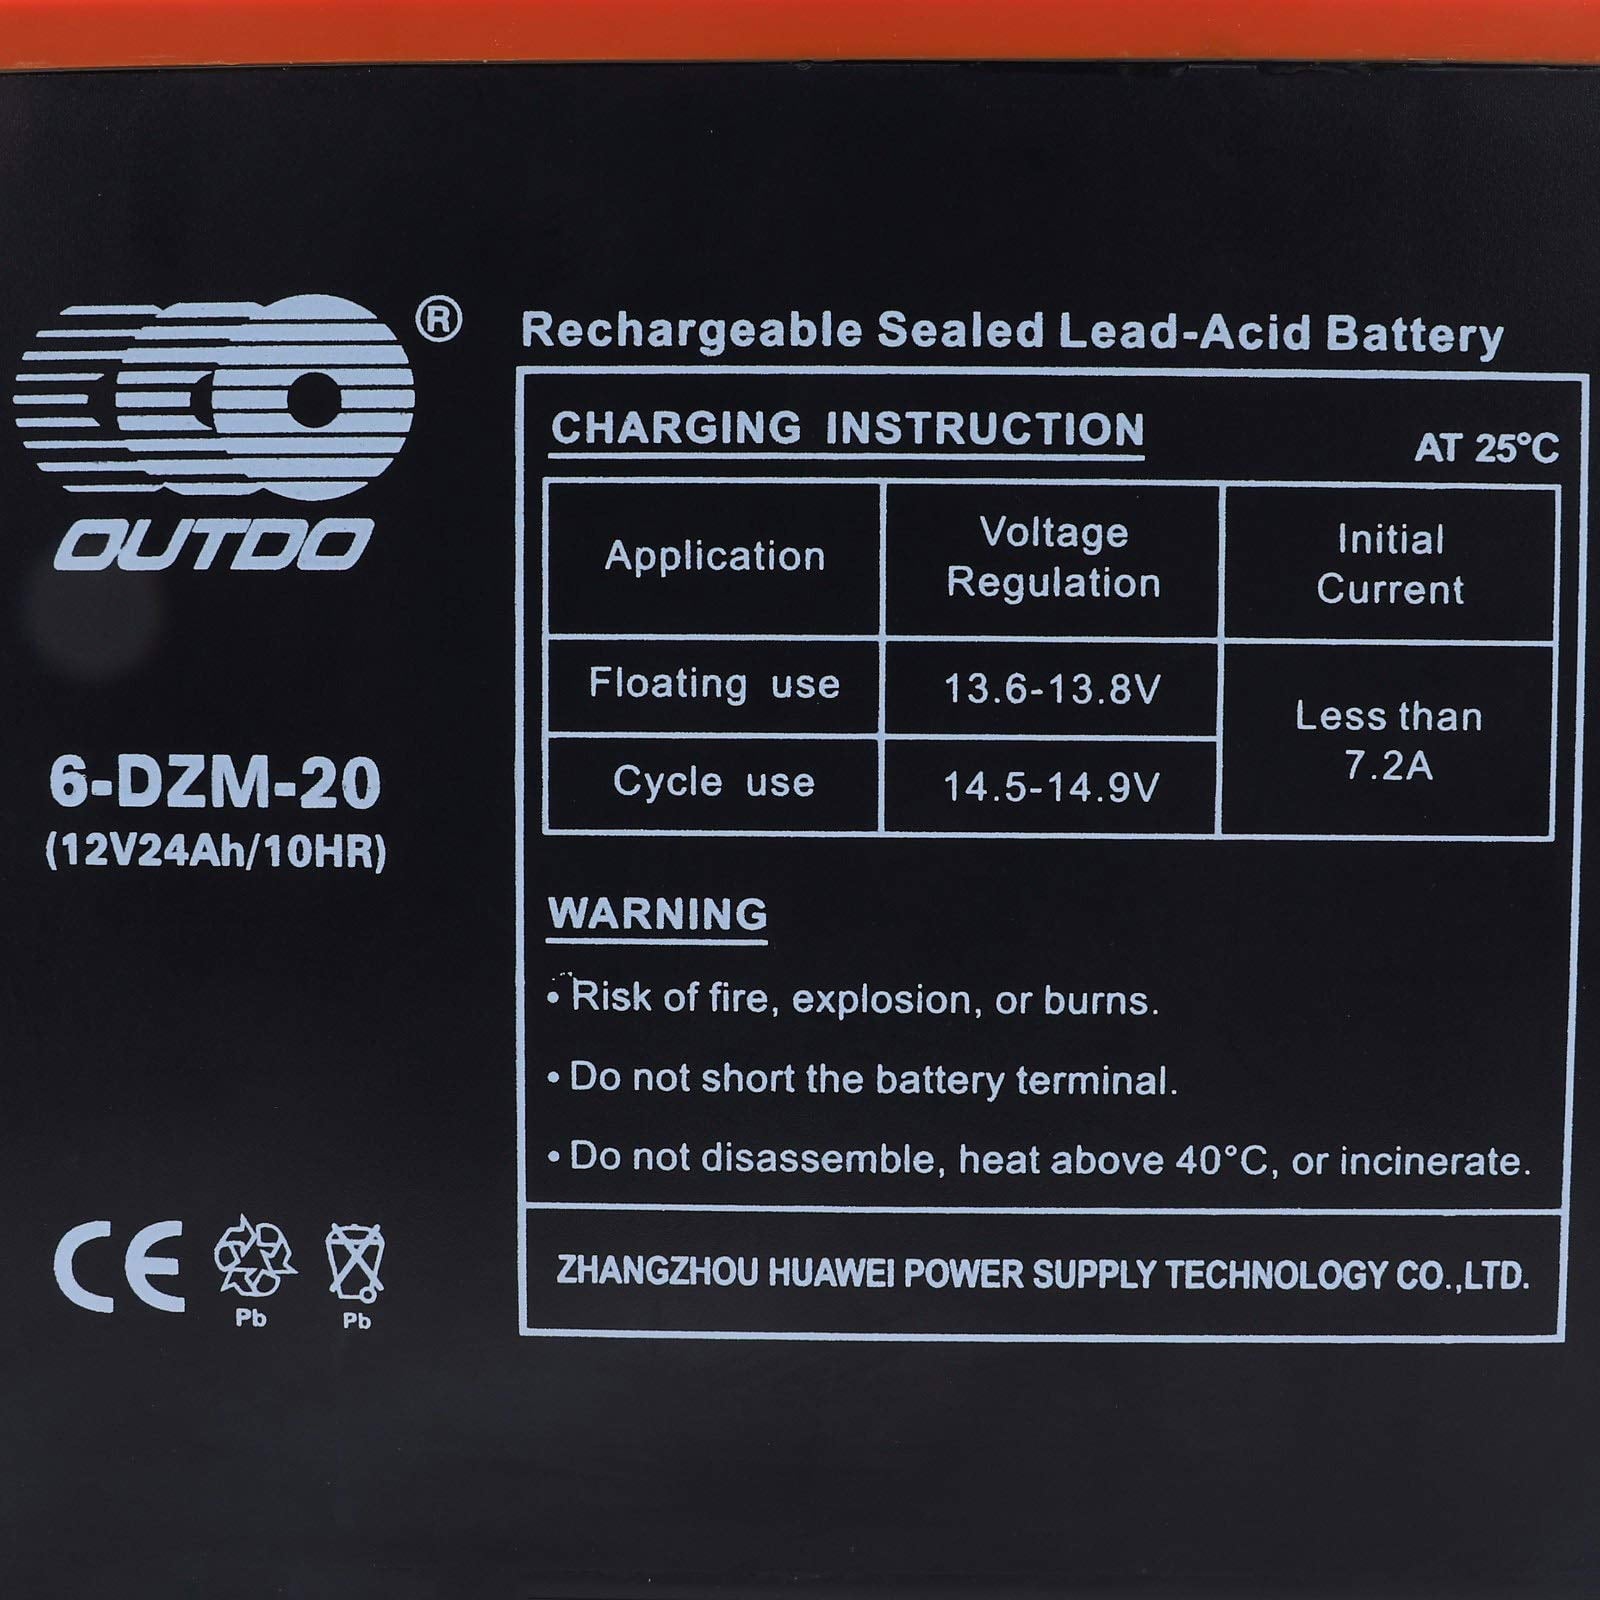 ®
OUTDO
6-DZM-20
(12V24Ah/10HR)
Pb
Pb
Rechargeable Sealed Lead-Acid Battery
CHARGING INSTRUCTION
AT 25°C
Application
Voltage
Regulation
Initial
Current
Floating use
13.6-13.8V
Less than
7.2A
Cycle use
14.5-14.9V
WARNING
• Risk of fire, explosion, or burns.
• Do not short the battery terminal.
• Do not disassemble, heat above 40°C, or incinerate.
ZHANGZHOU HUAWEI POWER SUPPLY TECHNOLOGY CO.,LTD.
CE